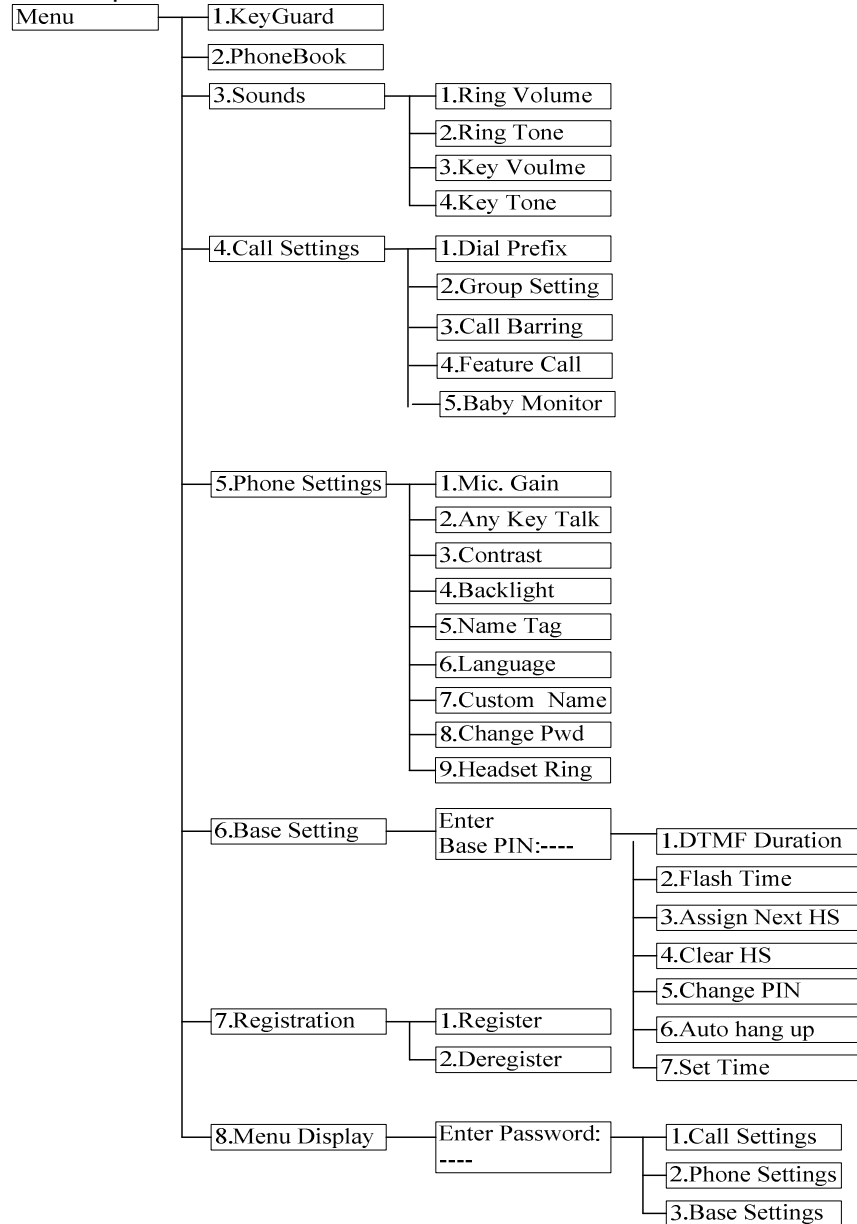 Menu
1.KeyGuard
2.PhoneBook
3.Sounds
1.Ring Volume
2.Ring Tone
3.Key Voulme
4.Key Tone
4.Call Settings
1.Dial Prefix
2.Group Setting
3.Call Barring
4.Feature Call
5.Baby Monitor
5.Phone Settings
1.Mic. Gain
2.Any Key Talk
3.Contrast
4.Backlight
5.Name Tag
6.Language
7.Custom Name
8.Change Pwd
9.Headset Ring
6.Base Setting
Enter
Base PIN:----
1.DTMF Duration
2.Flash Time
3.Assign Next HS
4.Clear HS
5.Change PIN
6.Auto hang up
7.Set Time
7.Registration
1.Register
2.Deregister
8.Menu Display
Enter Password:
----
1.Call Settings
2.Phone Settings
3.Base Settings